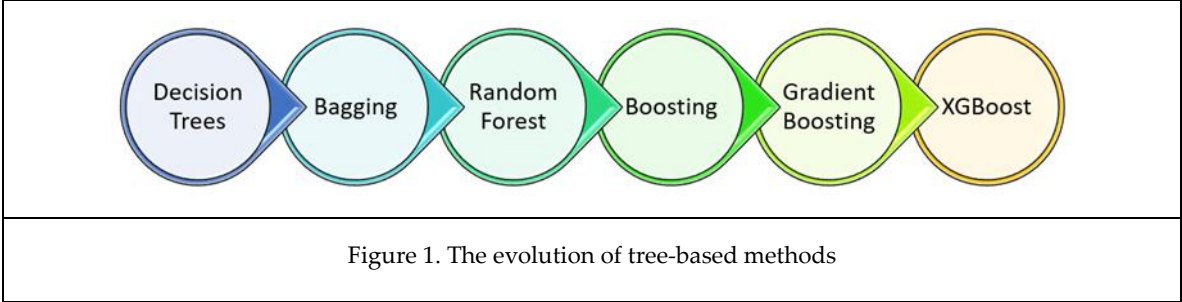 Decision
Trees
Bagging
Random
Forest
Boosting
Gradient
Boosting
XGBoost
Figure 1. The evolution of tree-based methods